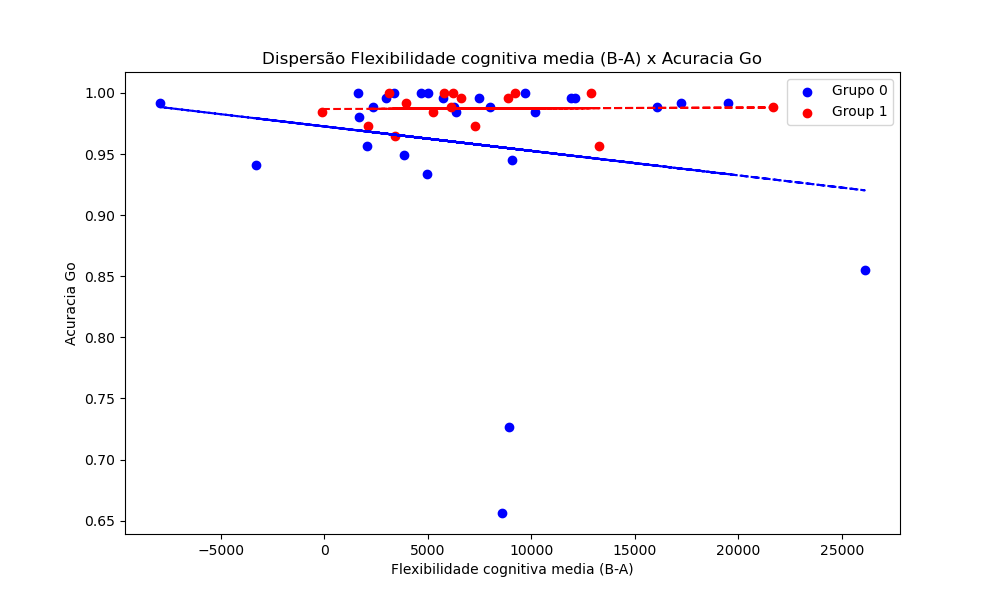 Dispersão Flexibilidade cognitiva media (B-A) x Acuracia Go
Grupo 0
Group 1
1.00
0.95
0.90
0.85
0.80
0.75
0.70
0.65
Acuracia Go
−5000 0 5000 10000 15000 20000 25000
Flexibilidade cognitiva media (B-A)